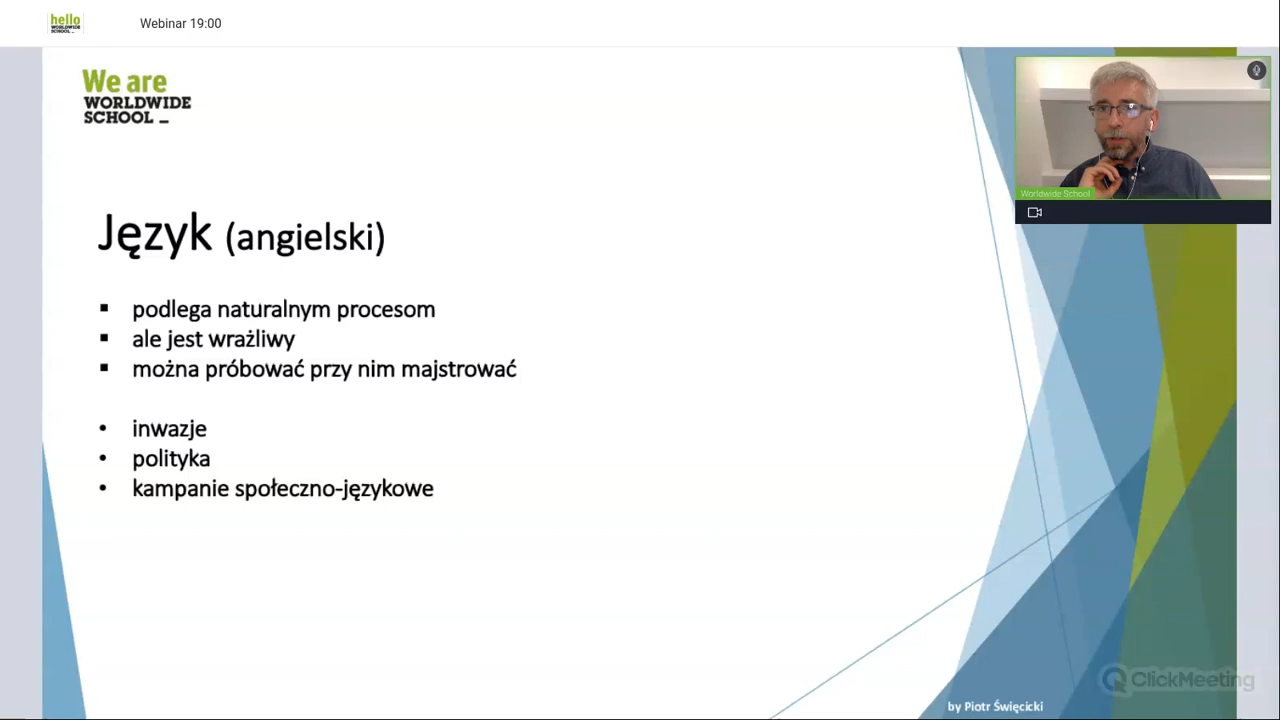 hello
WORLDWIDE
SCHOOL _
Webinar 19:00
We are
WORLDWIDE
SCHOOL _
Worldwide School
Język (angielski)
▪ podlega naturalnym procesom
▪ ale jest wrażliwy
▪ można próbować przy nim majstrować
• inwazje
• polityka
• kampanie społeczno-językowe
ClickMeeting
by Piotr Święcicki